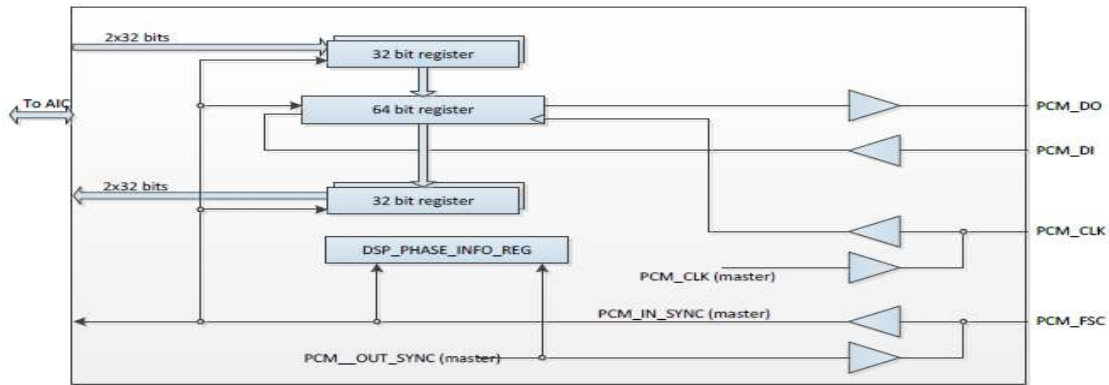 2x32 bits
32 bit register
To AIC
64 bit register
PCM_DO
PCM_DI
2x32 bits
32 bit register
PCM_CLK
DSP_PHASE_INFO_REG
PCM_CLK (master)
PCM_IN_SYNC (master)
PCM_FSC
PCM__OUT_SYNC (master)